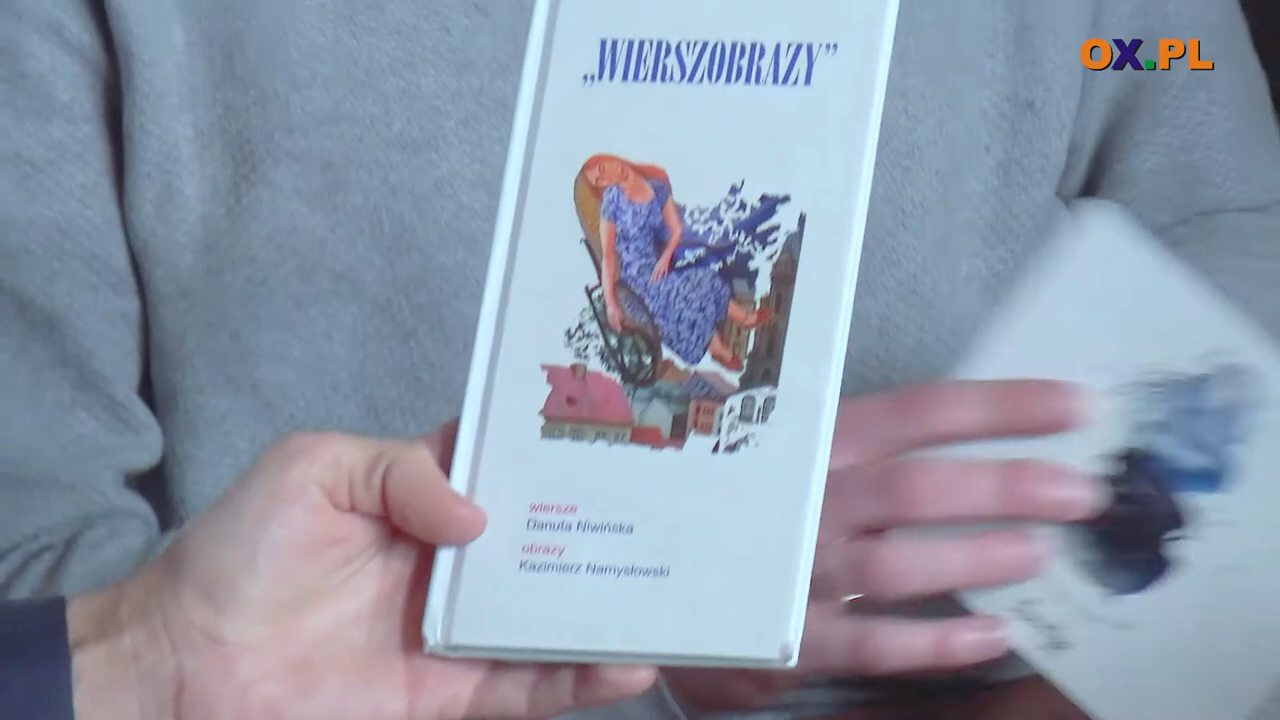 OX.PL
„WIERSZOBRAZY”
wiersze
Danuta Niwińska
obrazy
Kazimierz Namysłowski